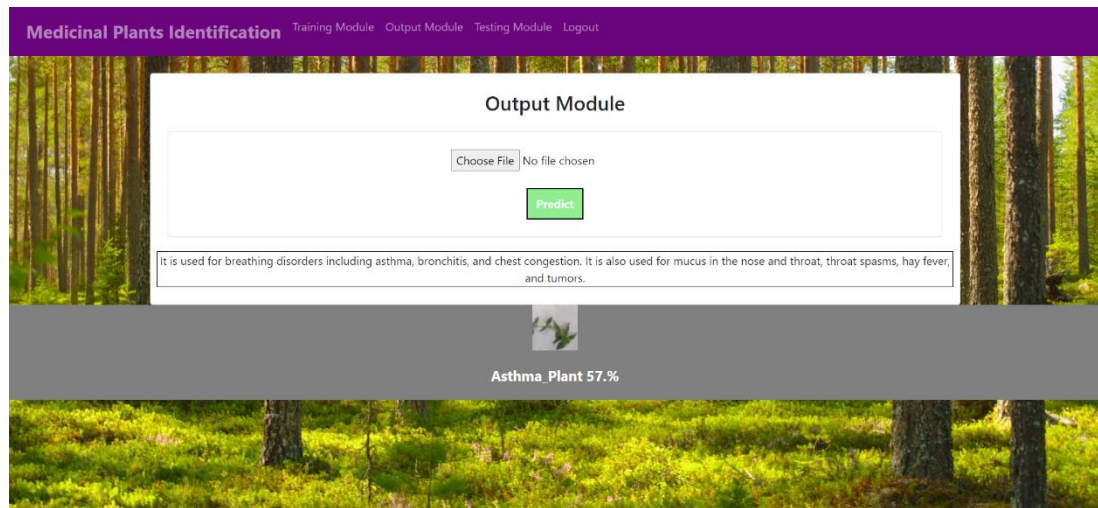 Medicinal Plants Identification Training Module Output Module Testing Module Logout
Output Module
Choose File No file chosen
Predict
It is used for breathing disorders including asthma, bronchitis, and chest congestion. It is also used for mucus in the nose and throat, throat spasms, hay fever,
and tumors.
Asthma_Plant 57.%